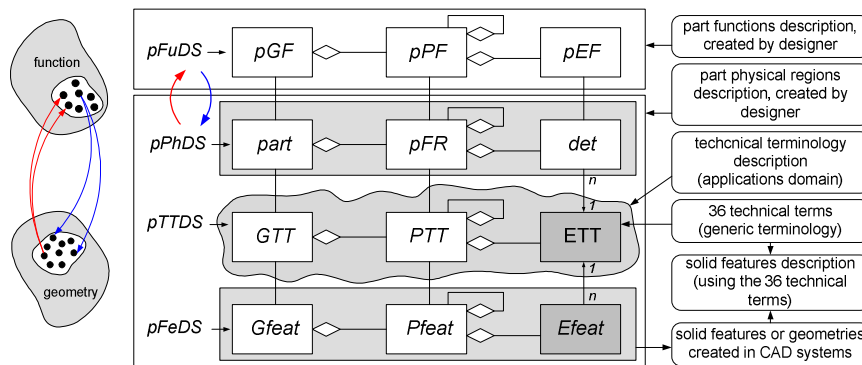 function
geometry
pFuDS
pGF
pPF
pEF
part functions description,
created by designer
pPhDS
part
pFR
det
part physical regions
description, created by
designer
n
1
techcnical terminology
description
(applications domain)
pTTDS
GTT
PTT
ETT
36 technical terms
(generic terminology)
1
n
solid features description
(using the 36 technical
terms)
pFeDS
Gfeat
Pfeat
Efeat
solid features or geometries
created in CAD systems